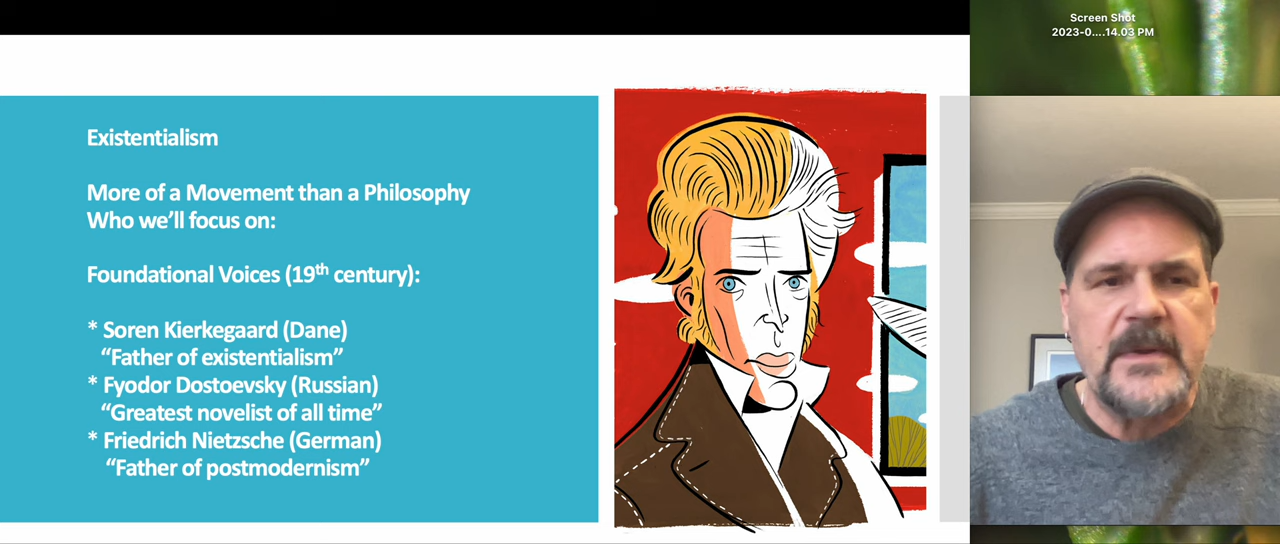 Existentialism
More of a Movement than a Philosophy
Who we’ll focus on:
Foundational Voices (19th century):
* Soren Kierkegaard (Dane)
“Father of existentialism”
* Fyodor Dostoevsky (Russian)
“Greatest novelist of all time”
* Friedrich Nietzsche (German)
“Father of postmodernism”
Screen Shot
2023-0....14.03 PM